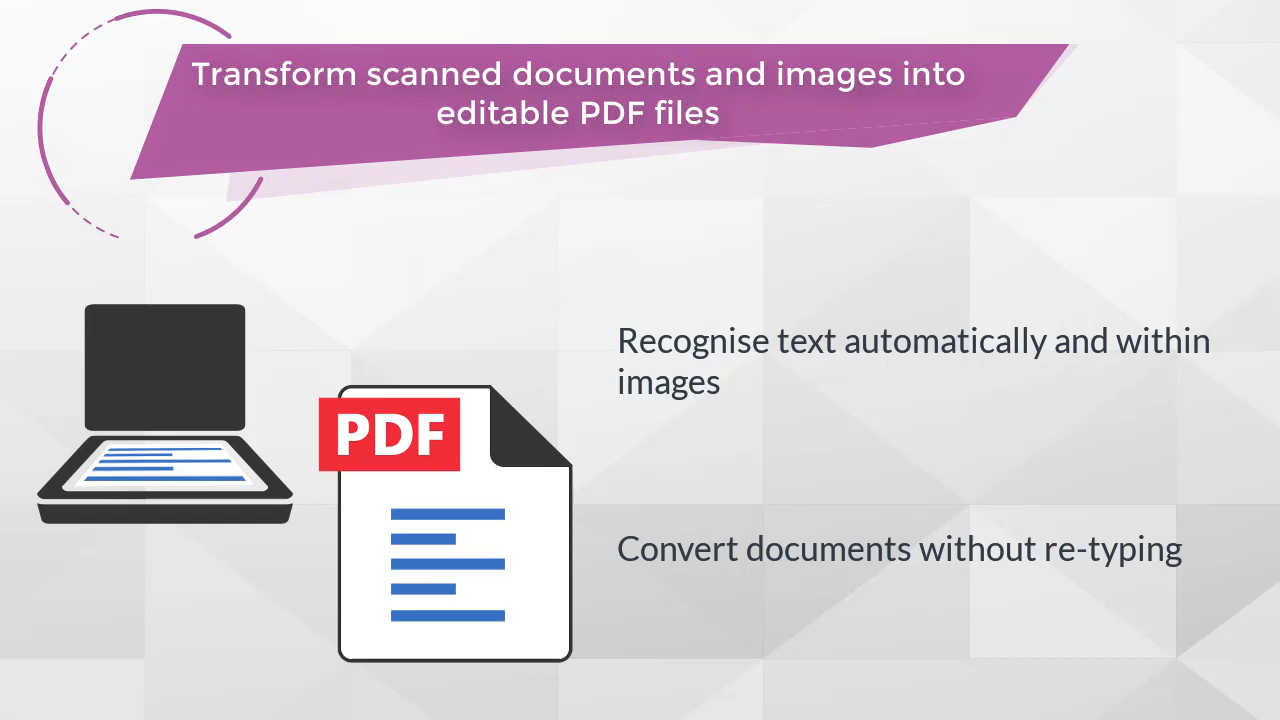 Transform scanned documents and images into
editable PDF files
Recognise text automatically and within
images
PDF
Convert documents without re-typing